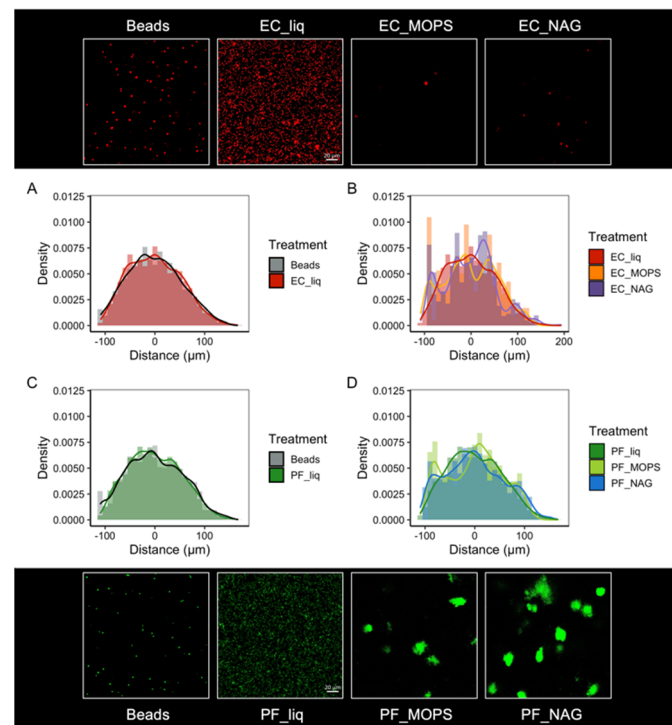 Beads EC_liq EC_MOPS EC_NAG
20 µm
A B
0.0125 0.0125
0.0100 0.0100
0.0075 0.0075
0.0050 0.0050
0.0025 0.0025
0.0000 0.0000
Density Density
-100 0 100 -100 0 100 200
Distance (µm) Distance (µm)
Treatment Treatment
Beads EC_liq
EC_liq EC_MOPS
EC_NAG
C D
0.0125 0.0125
0.0100 0.0100
0.0075 0.0075
0.0050 0.0050
0.0025 0.0025
0.0000 0.0000
Density Density
-100 0 100 -100 0 100
Distance (µm) Distance (µm)
Treatment Treatment
Beads PF_liq
PF_liq PF_MOPS
PF_NAG
20 µm
Beads PF_liq PF_MOPS PF_NAG